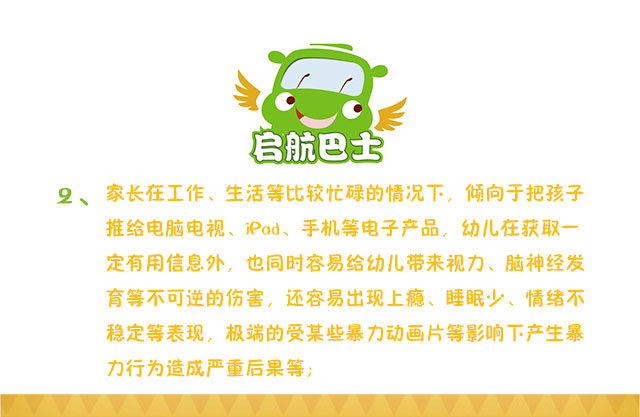 启航巴士
2、家长在工作、生活等比较忙碌的情况下，倾向于把孩子
推给电脑电视、iPad、手机等电子产品，幼儿在获取一
定有用信息外，也同时容易给幼儿带来视力、脑神经发
育等不可逆的伤害，还容易出现上瘾、睡眠少、情绪不
稳定等表现，极端的受某些暴力动画片等影响下产生暴
力行为造成严重后果等；